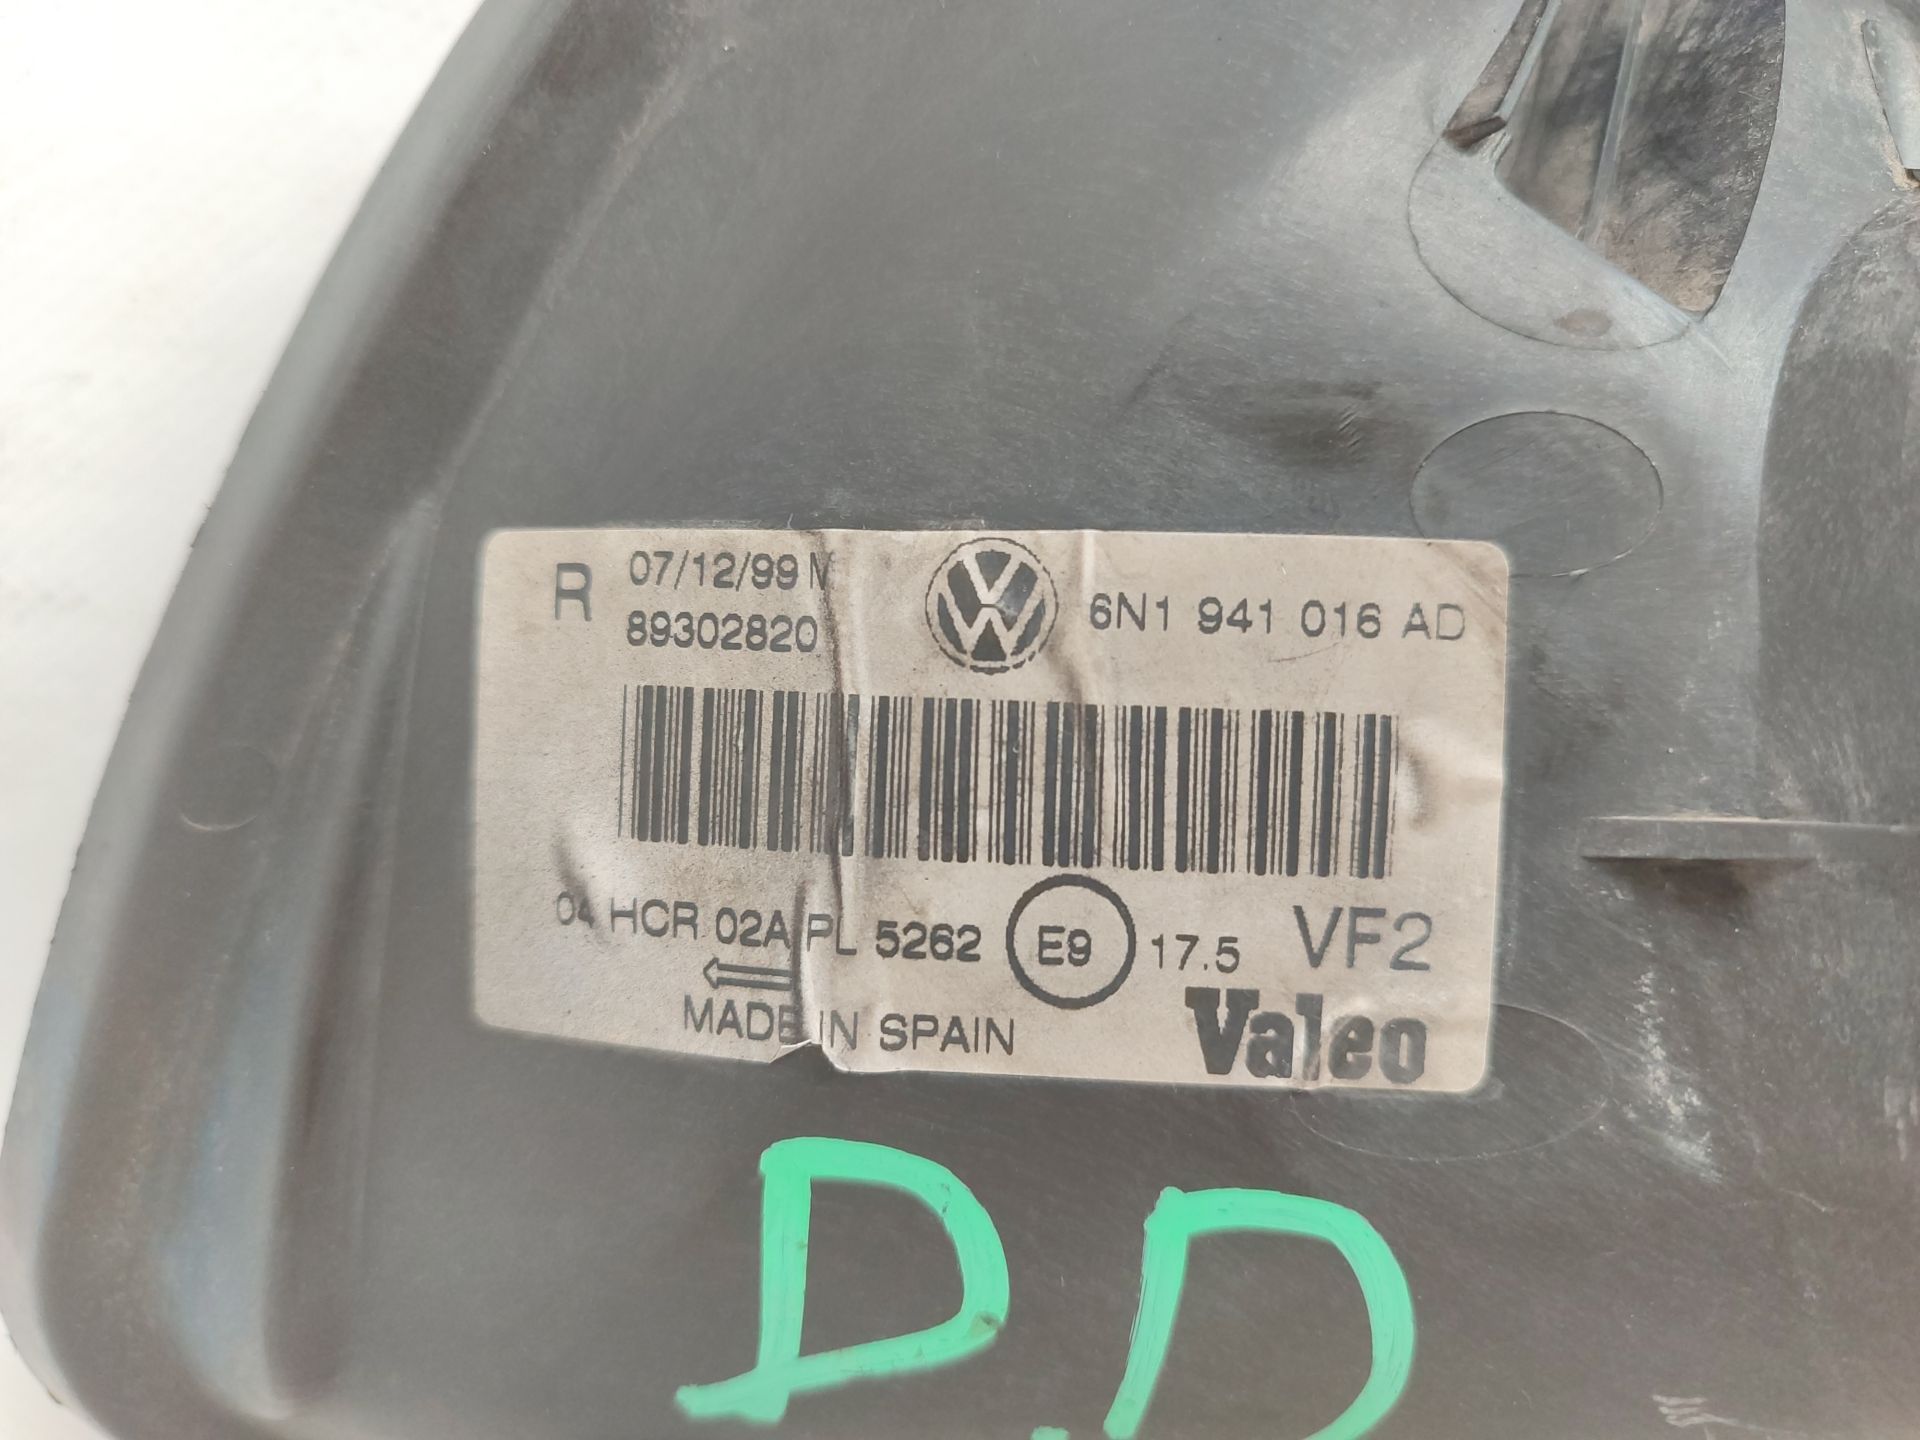 R 07/12/99 M 6N1 941 016 AD
89302820
04 HCR 02A PL 5262 E9 17.5 VF2
MADE IN SPAIN Valeo
D.D